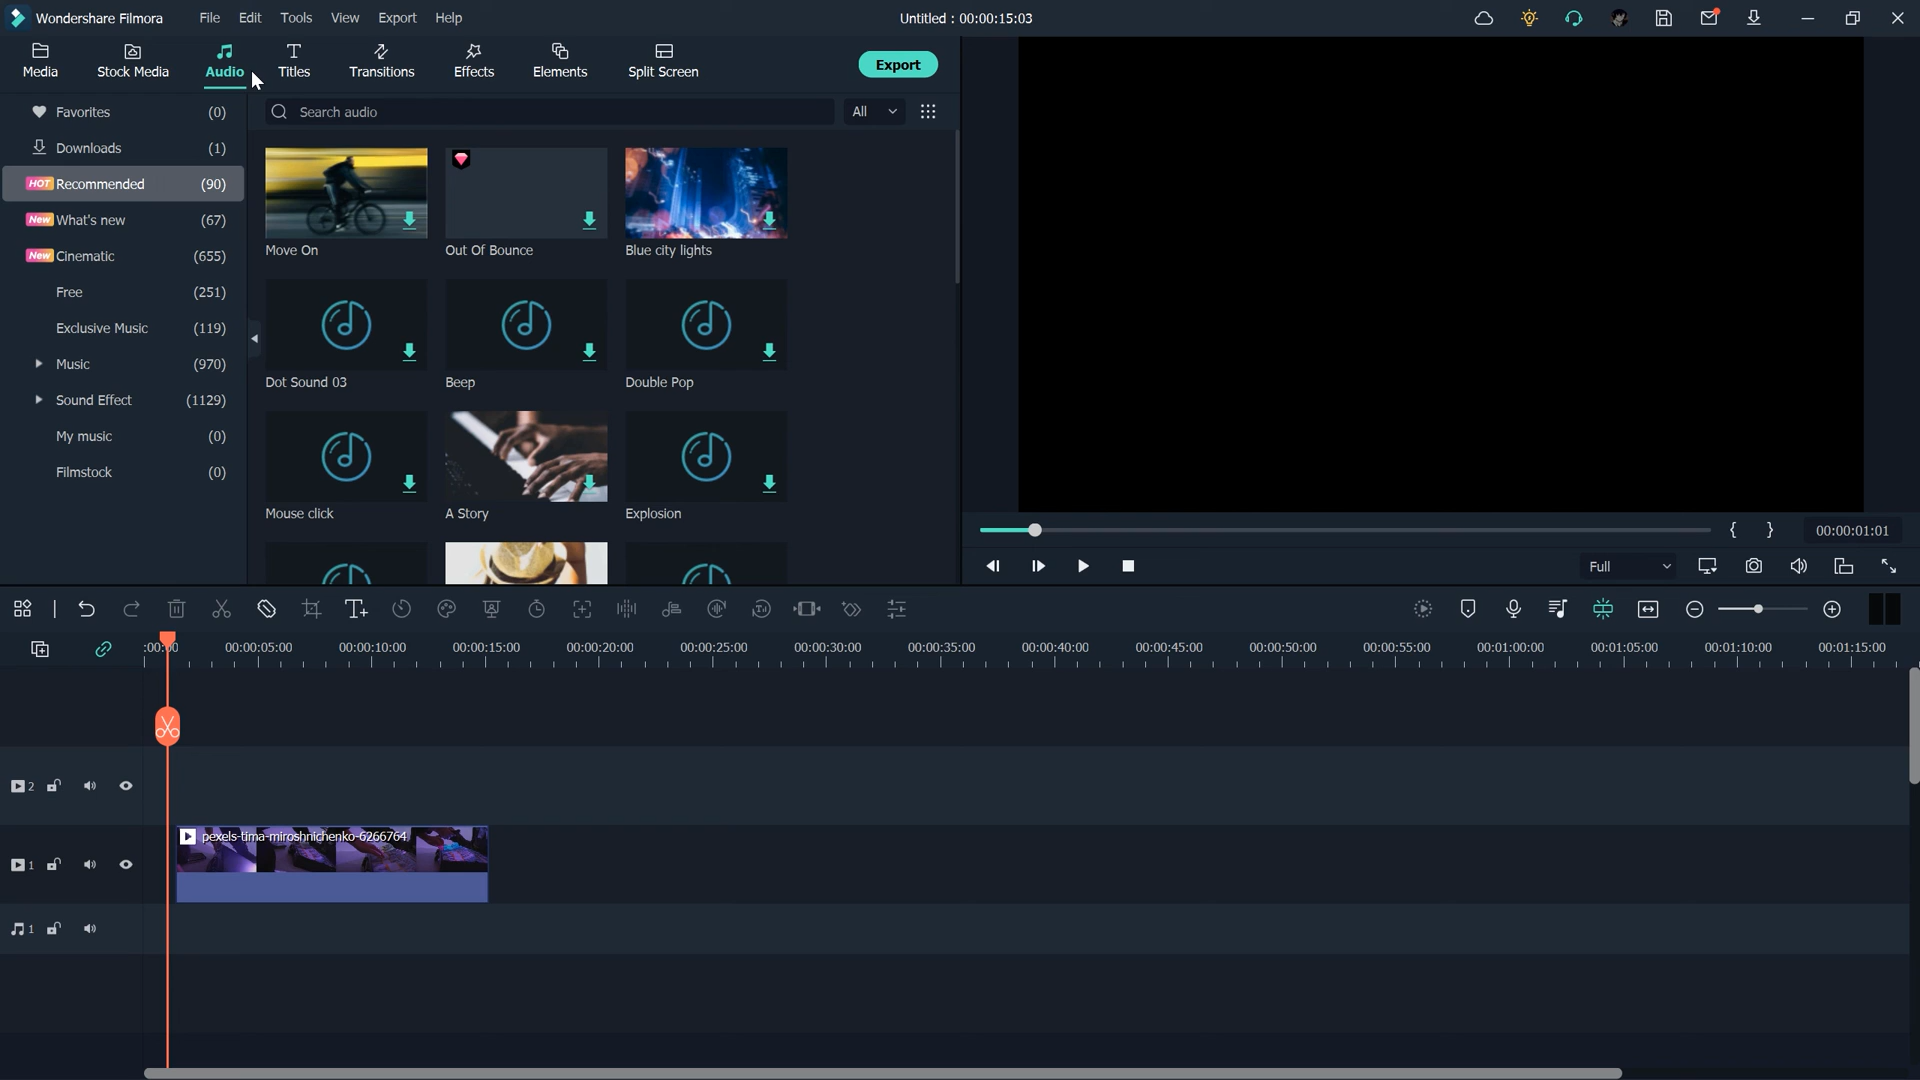 Wondershare Filmora File Edit Tools View Export Help Untitled : 00:00:15:03
Media Stock Media Audio Titles Transitions Effects Elements Split Screen Export
Favorites (0)
Downloads (1)
HOT Recommended (90)
New What's new (67)
New Cinematic (655)
Free (251)
Exclusive Music (119)
Music (970)
Sound Effect (1129)
My music (0)
Filmstock (0)
Search audio All
Move On Out Of Bounce Blue city lights
Dot Sound 03 Beep Double Pop
Mouse click A Story Explosion
{ } 00:00:01:01
Full
00:00:05:00 00:00:10:00 00:00:15:00 00:00:20:00 00:00:25:00 00:00:30:00 00:00:35:00 00:00:40:00 00:00:45:00 00:00:50:00 00:00:55:00 00:01:00:00 00:01:05:00 00:01:10:00 00:01:15:00
2
pexels-tima-miroshnichenko-6266764
1
1